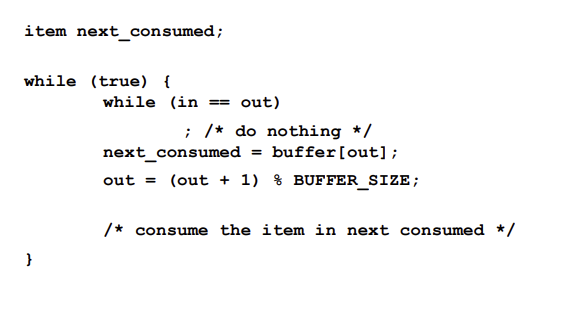 item next_consumed;
while (true) {
while (in == out)
; /* do nothing */
next_consumed = buffer[out];
out = (out + 1) % BUFFER_SIZE;
/* consume the item in next consumed */
}